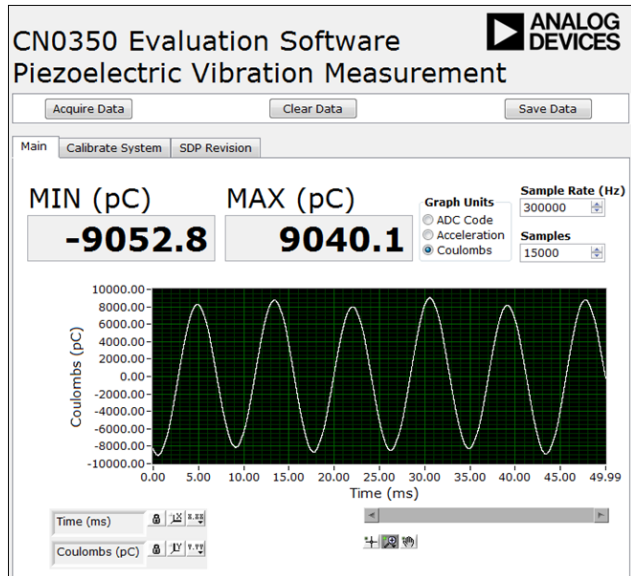 CN0350 Evaluation Software
Piezoelectric Vibration Measurement
ANALOG
DEVICES
Acquire Data
Clear Data
Save Data
Main
Calibrate System
SDP Revision
MIN (pC)
-9052.8
MAX (pC)
9040.1
Graph Units
ADC Code
Acceleration
Coulombs
Sample Rate (Hz)
300000
Samples
15000
Coulombs (pC)
10000.00
8000.00
6000.00
4000.00
2000.00
0.00
-2000.00
-4000.00
-6000.00
-8000.00
-10000.00
0.00 5.00 10.00 15.00 20.00 25.00 30.00 35.00 40.00 45.00 49.99
Time (ms)
Time (ms)
Coulombs (pC)